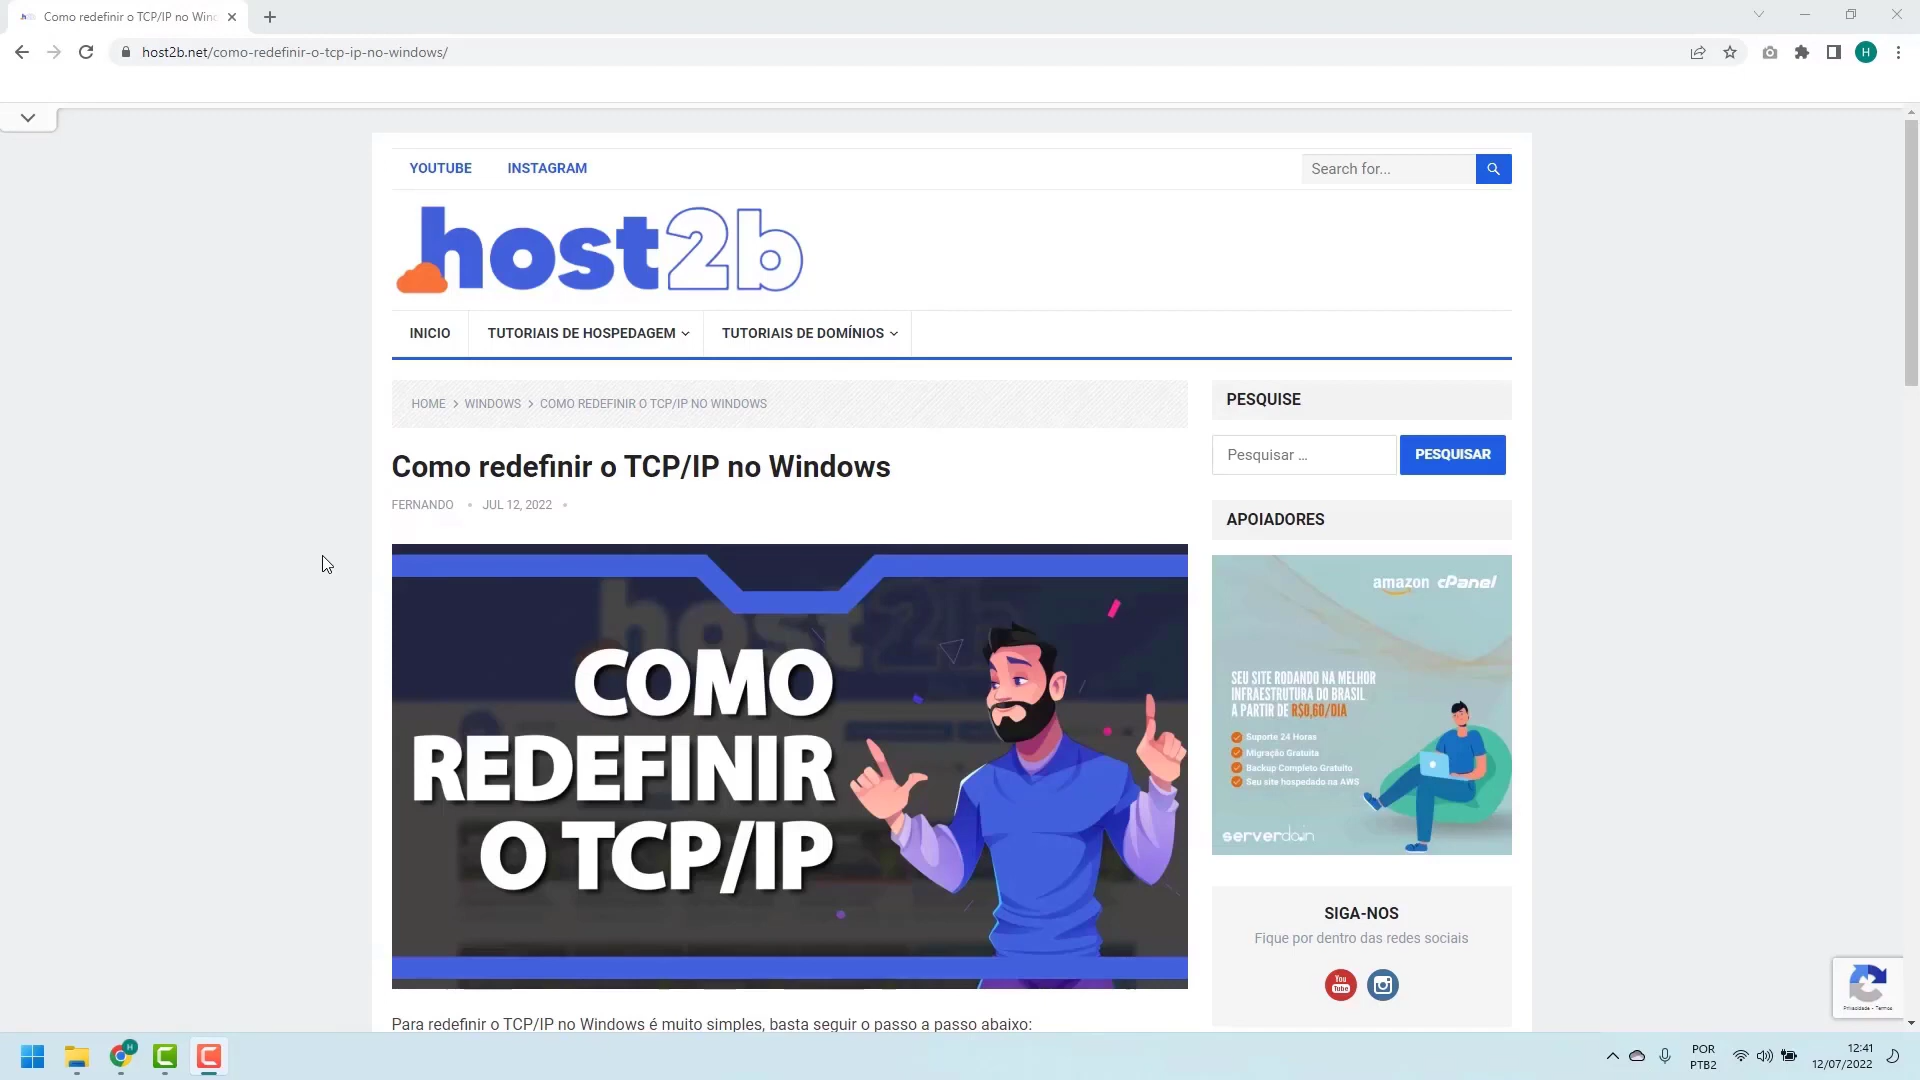 Como redefinir o TCP/IP no Wind
host2b.net/como-redefinir-o-tcp-ip-no-windows/
H
YOUTUBE INSTAGRAM
Search for...
host2b
INICIO TUTORIAIS DE HOSPEDAGEM TUTORIAIS DE DOMÍNIOS
HOME > WINDOWS > COMO REDEFINIR O TCP/IP NO WINDOWS
Como redefinir o TCP/IP no Windows
FERNANDO • JUL 12, 2022 •
COMO
REDEFINIR
O TCP/IP
Para redefinir o TCP/IP no Windows é muito simples, basta seguir o passo a passo abaixo:
PESQUISE
Pesquisar ... PESQUISAR
APOIADORES
amazon cPanel
SEU SITE RODANDO NA MELHOR
INFRAESTRUTURA DO BRASIL
A PARTIR DE R$0,60/DIA
Suporte 24 Horas
Migração Gratuita
Backup Completo Gratuito
Seu site hospedado na AWS
serverdoin
SIGA-NOS
Fique por dentro das redes sociais
You
Tube
Privacidade - Termos
H
POR
PTB2
12:41
12/07/2022